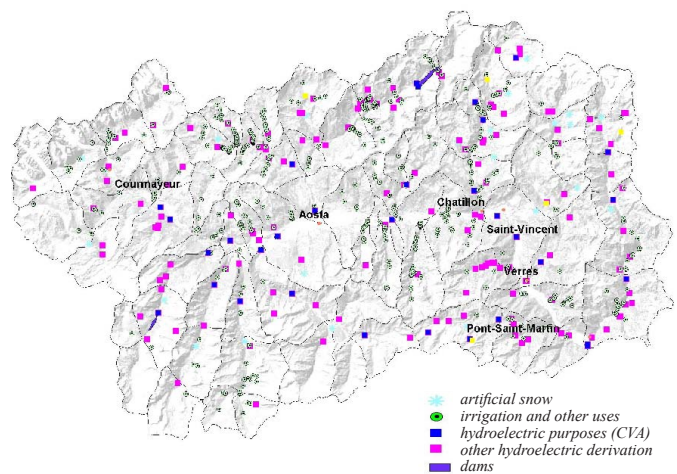 Courmayeur
Aosta
Chatillon
Saint-Vincent
Verres
Pont-Saint-Martin
artificial snow
irrigation and other uses
hydroelectric purposes (CVA)
other hydroelectric derivation
dams